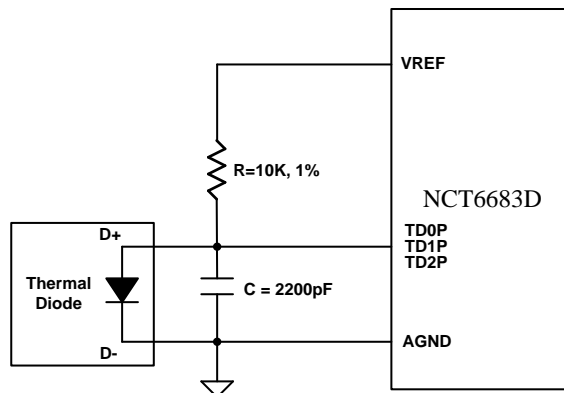 VREF
R=10K, 1%
NCT6683D
D+
TD0P
TD1P
TD2P
Thermal
Diode
C = 2200pF
D-
AGND